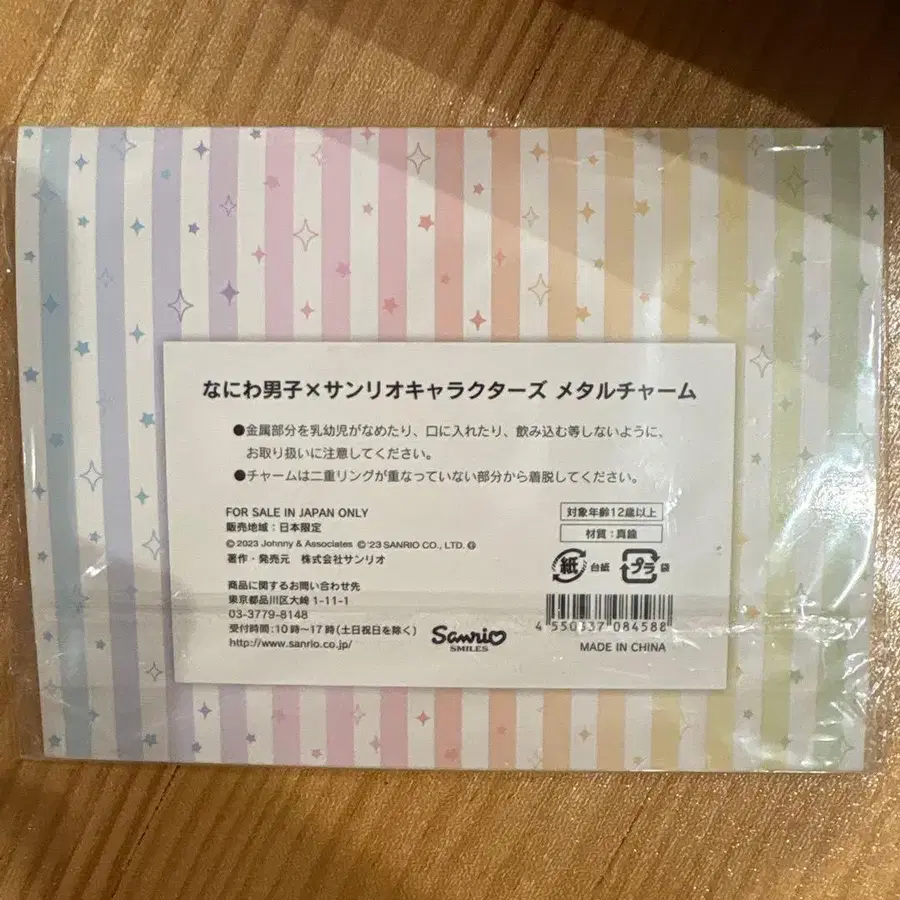 なにわ男子×サンリオキャラクターズ メタルチャーム
●金属部分を乳幼児がなめたり、口に入れたり、飲み込む等しないように、
お取り扱いに注意してください。
●チャームは二重リングが重なっていない部分から着脱してください。
FOR SALE IN JAPAN ONLY
販売地域：日本限定
©2023 Johnny & Associates ©'23 SANRIO CO., LTD.
著作・発売元 株式会社サンリオ
対象年齢12歳以上
材質：真鍮
紙 台紙 プラ 袋
商品に関するお問い合わせ先
東京都品川区大崎 1-11-1
03-3779-8148
受付時間：10時〜17時(土日祝日を除く)
http://www.sanrio.co.jp/
Sanrio
SMILES
4 550337 084588
MADE IN CHINA